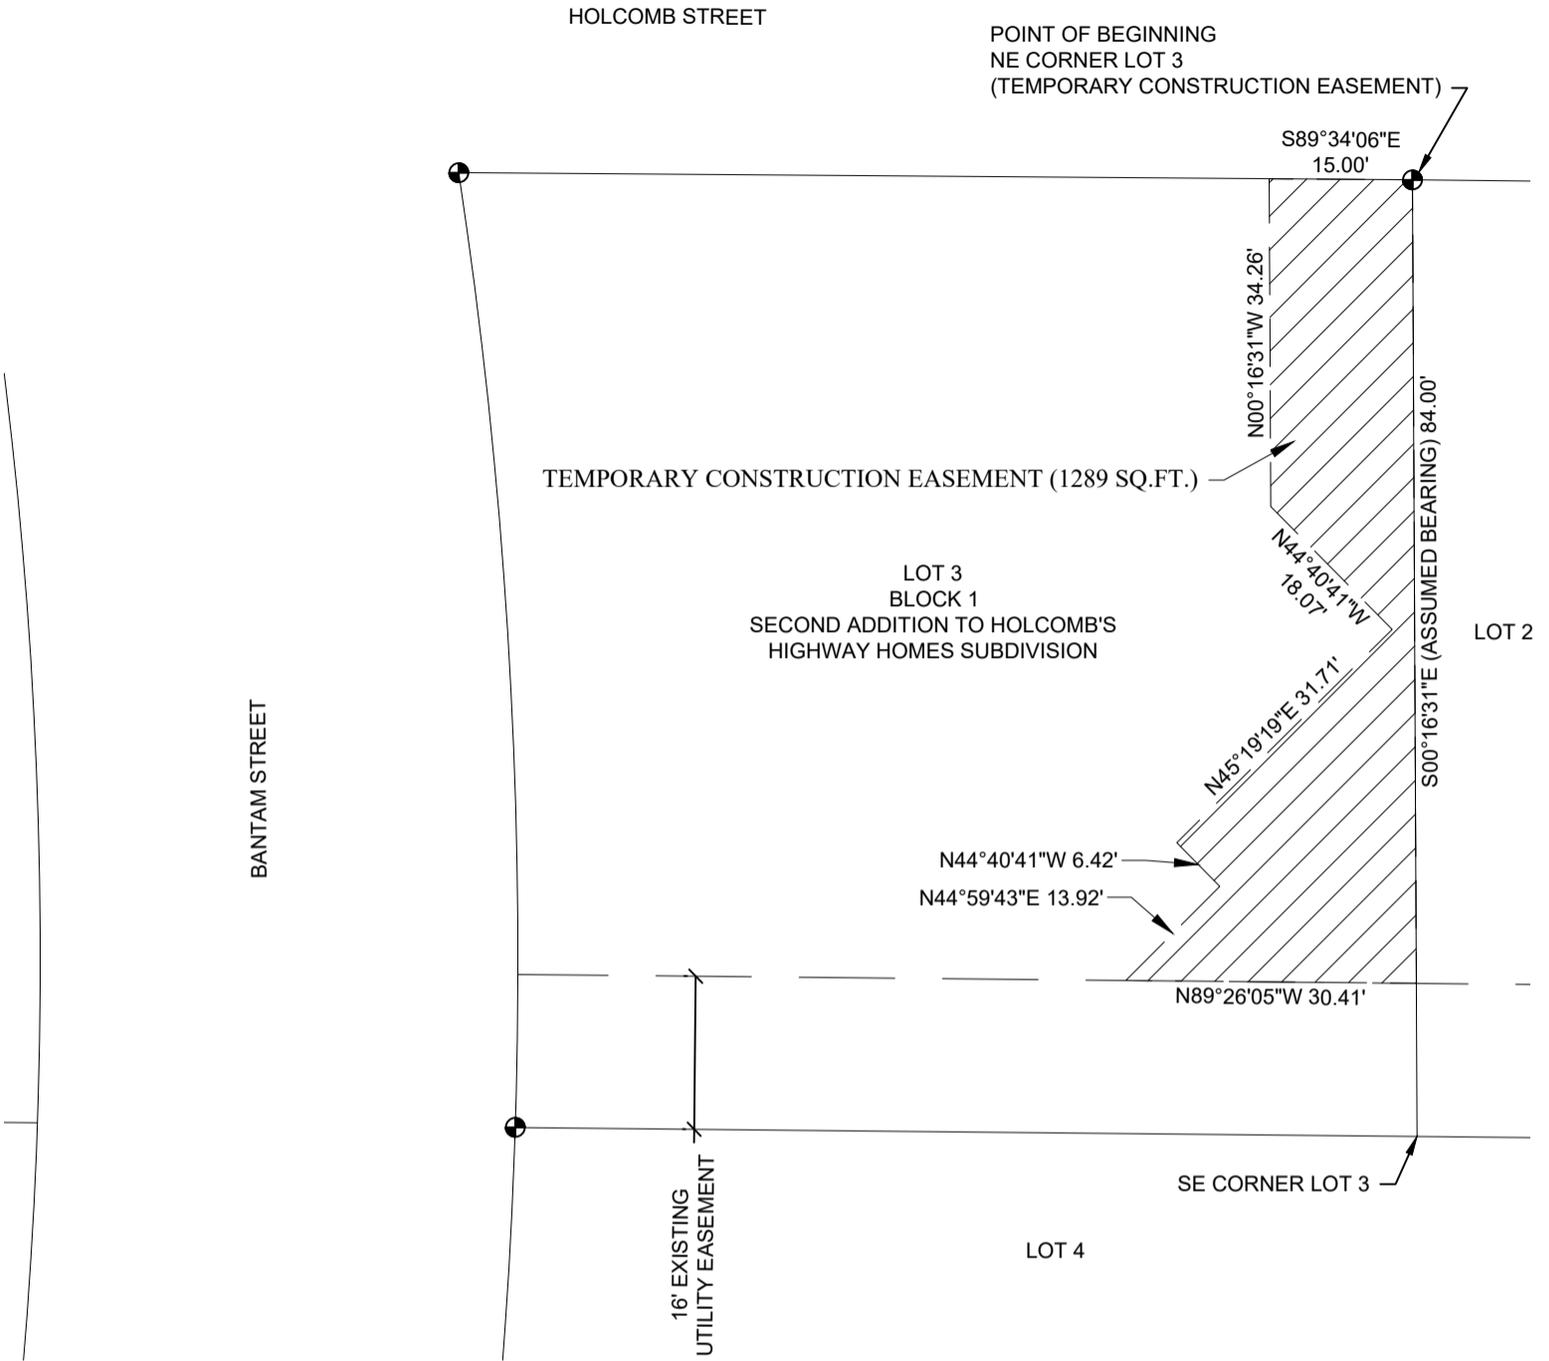 HOLCOMB STREET
POINT OF BEGINNING
NE CORNER LOT 3
(TEMPORARY CONSTRUCTION EASEMENT)
S89°34'06"E
15.00'
N00°16'31"W 34.26'
TEMPORARY CONSTRUCTION EASEMENT (1289 SQ.FT.)
S00°16'31"E (ASSUMED BEARING) 84.00'
N44°40'41"W
18.07'
LOT 3
BLOCK 1
SECOND ADDITION TO HOLCOMB'S
HIGHWAY HOMES SUBDIVISION
LOT 2
N45°19'19"E 31.71'
BANTAM STREET
N44°40'41"W 6.42'
N44°59'43"E 13.92'
N89°26'05"W 30.41'
SE CORNER LOT 3
16' EXISTING
UTILITY EASEMENT
LOT 4